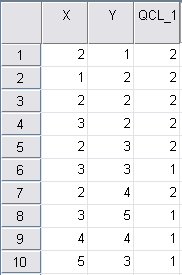 X Y QCL_1
1 2 1 2
2 1 2 2
3 2 2 2
4 3 2 2
5 2 3 2
6 3 3 1
7 2 4 2
8 3 5 1
9 4 4 1
10 5 3 1